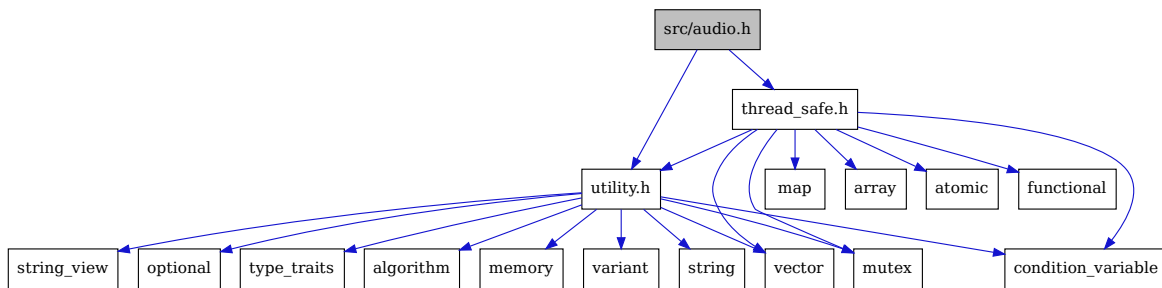 src/audio.h
thread_safe.h
utility.h
map
array
atomic
functional
string_view
optional
type_traits
algorithm
memory
variant
string
vector
mutex
condition_variable